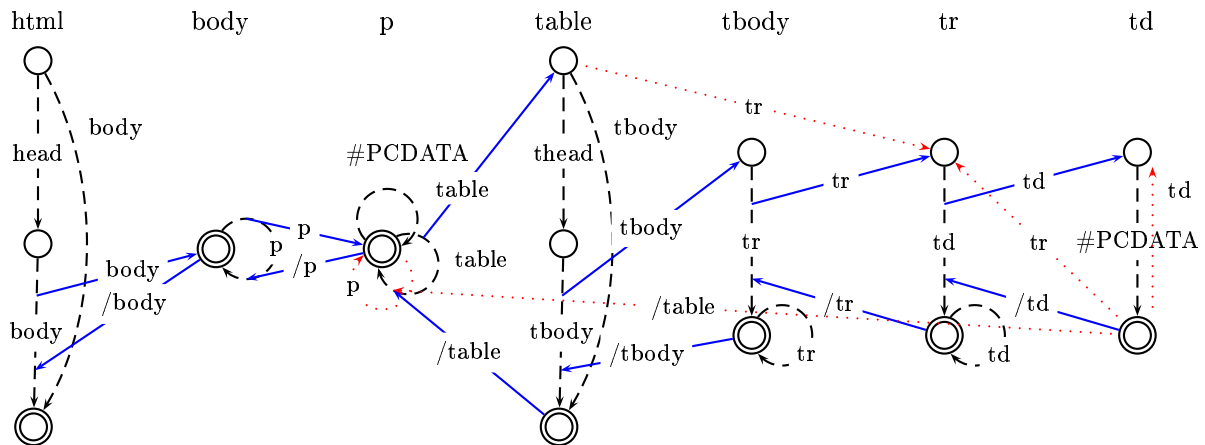 html body p table tbody tr td
body tbody
tr
head #PCDATA thead
table
tr td td
p tbody
p tr td tr #PCDATA
body /p table
/body p /table /tr /td
body tbody
/table /tbody tr td